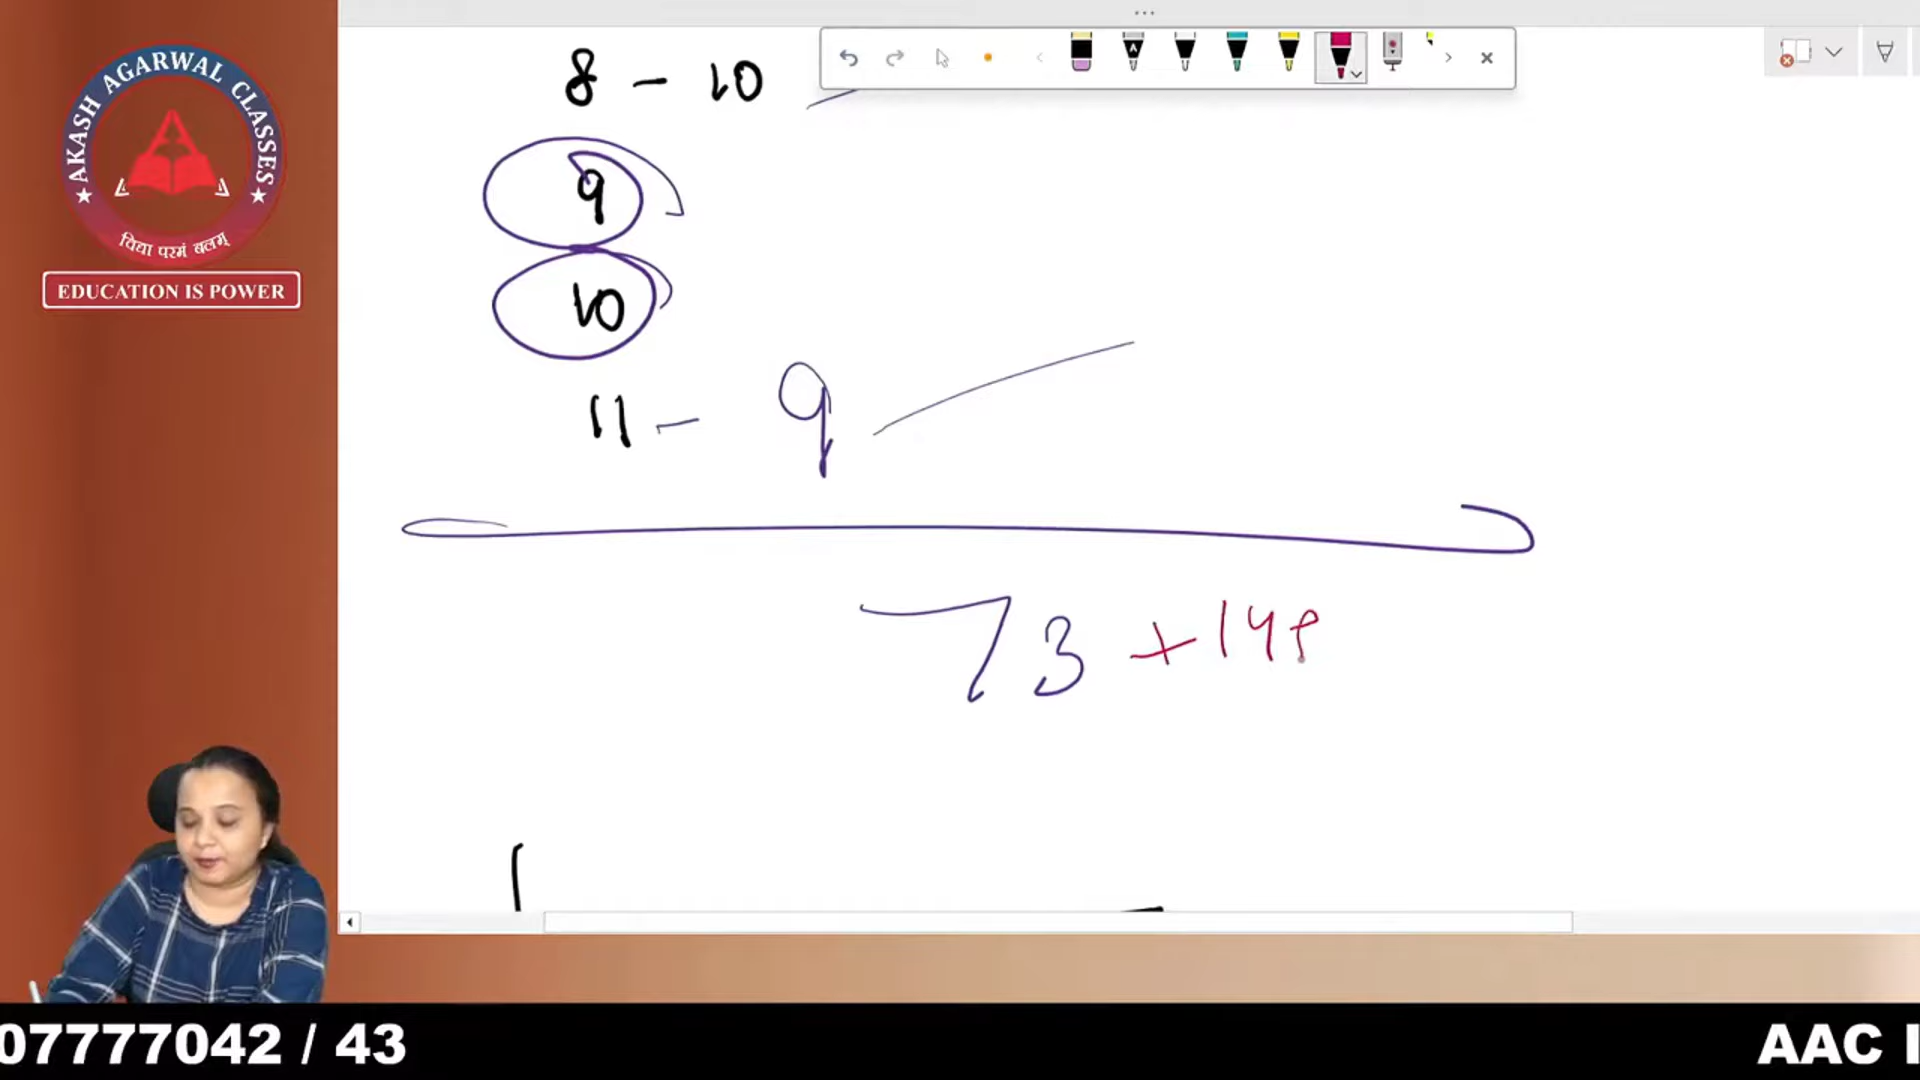 AKASH AGARWAL CLASSES
विद्या परमं बलम्
EDUCATION IS POWER
8 - 10
9
10
11 - 9
73 + 14
07777042 / 43
AAC